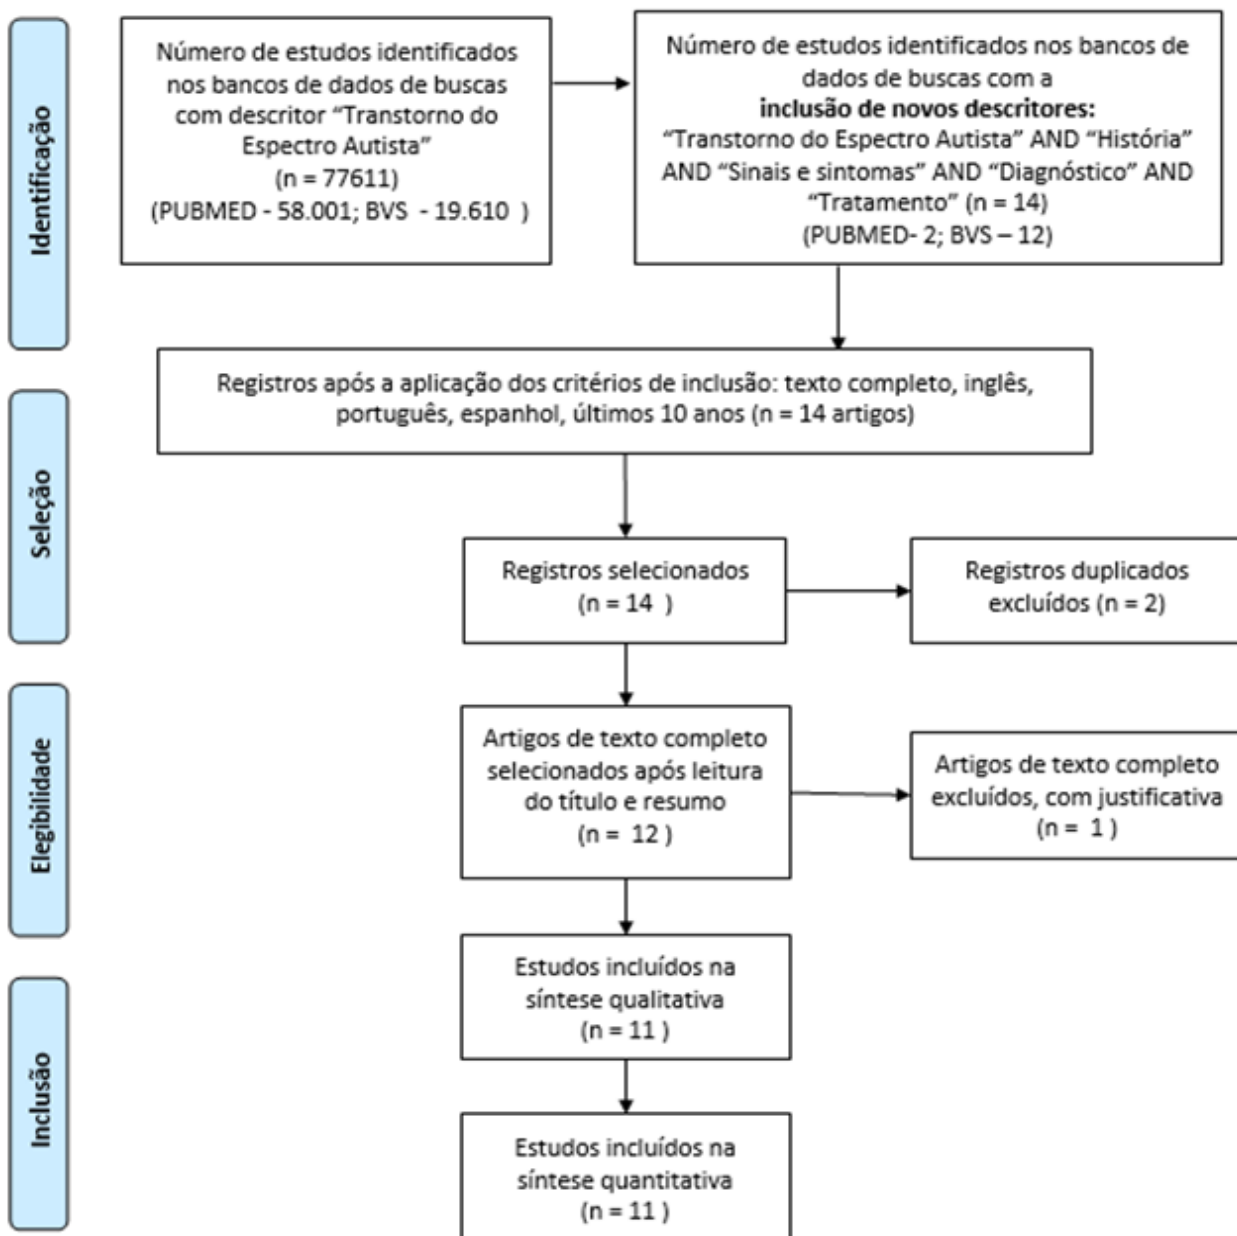 Identificação
Número de estudos identificados
nos bancos de dados de buscas
com descritor “Transtorno do
Espectro Autista”
(n = 77611)
(PUBMED - 58.001; BVS - 19.610 )
Número de estudos identificados nos bancos de
dados de buscas com a
inclusão de novos descritores:
“Transtorno do Espectro Autista” AND “História”
AND “Sinais e sintomas” AND “Diagnóstico” AND
“Tratamento” (n = 14)
(PUBMED- 2; BVS – 12)
Seleção
Registros após a aplicação dos critérios de inclusão: texto completo, inglês,
português, espanhol, últimos 10 anos (n = 14 artigos)
Registros selecionados
(n = 14 )
Registros duplicados
excluídos (n = 2)
Elegibilidade
Artigos de texto completo
selecionados após leitura
do título e resumo
(n = 12 )
Artigos de texto completo
excluídos, com justificativa
(n = 1 )
Inclusão
Estudos incluídos na
síntese qualitativa
(n = 11 )
Estudos incluídos na
síntese quantitativa
(n = 11 )